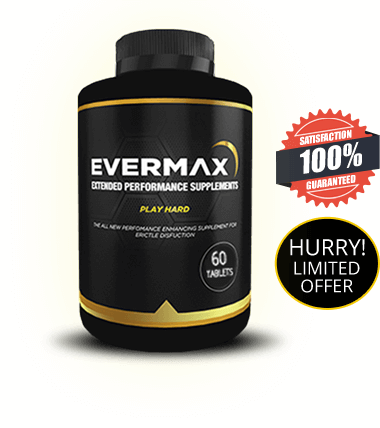 EVERMAX
EXTENDED PERFORMANCE SUPPLEMENTS
PLAY HARD
THE ALL NEW PERFOMANCE ENHANCING SUPPLEMENT FOR
ERICTLE DISFUCTION
60
TABLETS
SATISFACTION
100%
GUARANTEED
HURRY!
LIMITED
OFFER